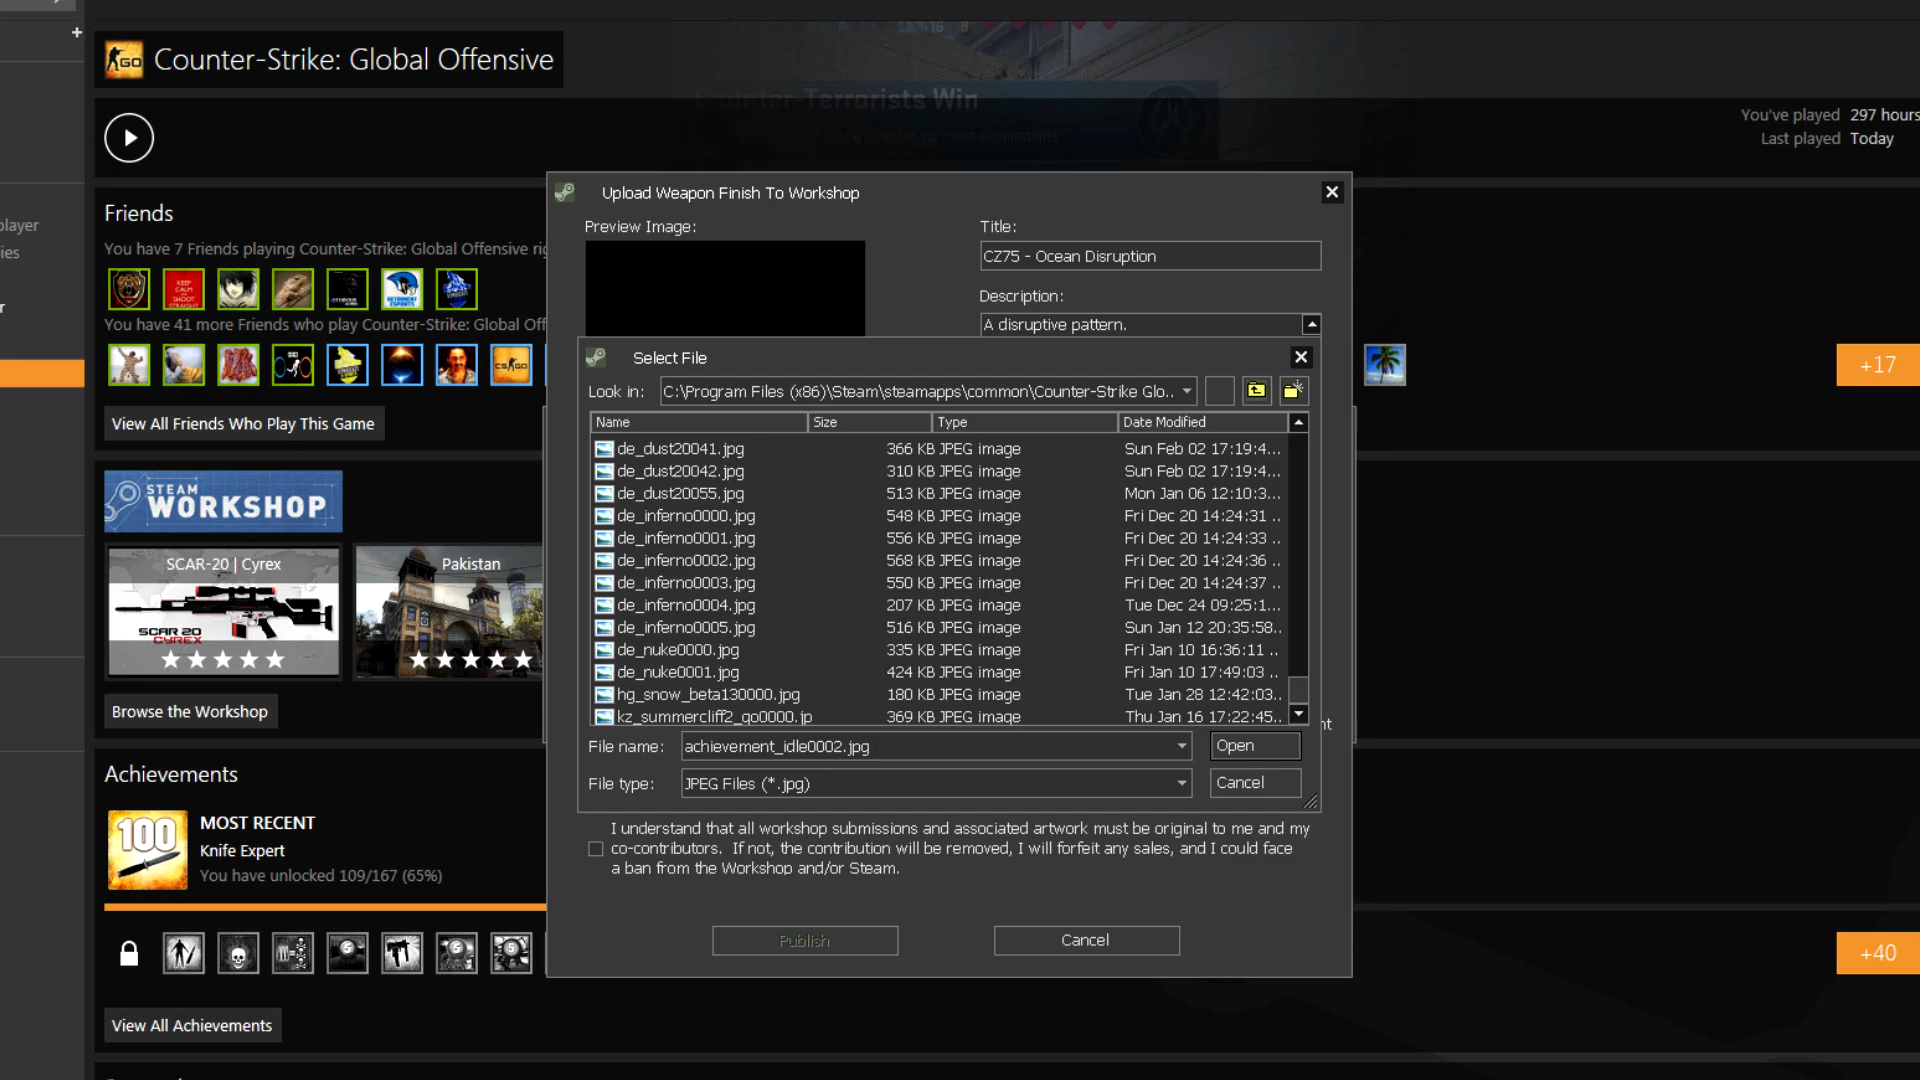 Counter-Strike: Global Offensive
Counter-Terrorists Win
You've played 297 hours
Last played Today
Friends
You have 7 Friends playing Counter-Strike: Global Offensive
You have 41 more Friends who play Counter-Strike: Global Off
View All Friends Who Play This Game
+17
STEAM
WORKSHOP
SCAR-20 | Cyrex
SCAR 20
CYREX
Pakistan
Browse the Workshop
Achievements
100
MOST RECENT
Knife Expert
You have unlocked 109/167 (65%)
+40
View All Achievements
Upload Weapon Finish To Workshop
Preview Image:
Title:
CZ75 - Ocean Disruption
Description:
A disruptive pattern.
Select File
Look in: C:\Program Files (x86)\Steam\steamapps\common\Counter-Strike Glo..
Name Size Type Date Modified
de_dust20041.jpg 366 KB JPEG image Sun Feb 02 17:19:4...
de_dust20042.jpg 310 KB JPEG image Sun Feb 02 17:19:4...
de_dust20055.jpg 513 KB JPEG image Mon Jan 06 12:10:3...
de_inferno0000.jpg 548 KB JPEG image Fri Dec 20 14:24:31 ..
de_inferno0001.jpg 556 KB JPEG image Fri Dec 20 14:24:33 ..
de_inferno0002.jpg 568 KB JPEG image Fri Dec 20 14:24:36 ..
de_inferno0003.jpg 550 KB JPEG image Fri Dec 20 14:24:37 ..
de_inferno0004.jpg 207 KB JPEG image Tue Dec 24 09:25:1...
de_inferno0005.jpg 516 KB JPEG image Sun Jan 12 20:35:58..
de_nuke0000.jpg 335 KB JPEG image Fri Jan 10 16:36:11 ..
de_nuke0001.jpg 424 KB JPEG image Fri Jan 10 17:49:03 ..
hg_snow_beta130000.jpg 180 KB JPEG image Tue Jan 28 12:42:03..
kz_summercliff2_go0000.jp 369 KB JPEG image Thu Jan 16 17:22:45..
File name: achievement_idle0002.jpg Open
File type: JPEG Files (*.jpg) Cancel
I understand that all workshop submissions and associated artwork must be original to me and my
co-contributors. If not, the contribution will be removed, I will forfeit any sales, and I could face
a ban from the Workshop and/or Steam.
Publish Cancel